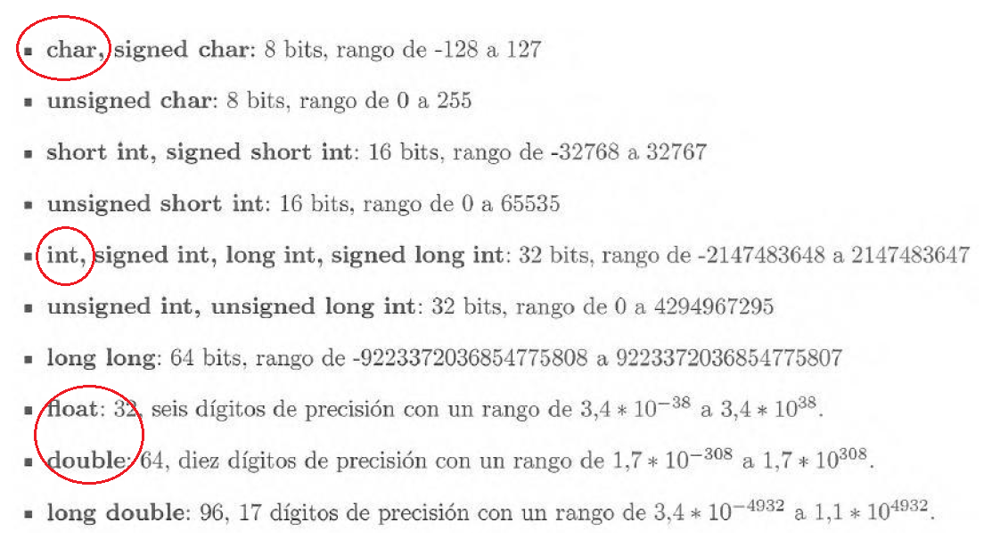 ▪ char, signed char: 8 bits, rango de -128 a 127
▪ unsigned char: 8 bits, rango de 0 a 255
▪ short int, signed short int: 16 bits, rango de -32768 a 32767
▪ unsigned short int: 16 bits, rango de 0 a 65535
▪ int, signed int, long int, signed long int: 32 bits, rango de -2147483648 a 2147483647
▪ unsigned int, unsigned long int: 32 bits, rango de 0 a 4294967295
▪ long long: 64 bits, rango de -9223372036854775808 a 9223372036854775807
▪ float: 32, seis dígitos de precisión con un rango de 3,4 * 10⁻³⁸ a 3,4 * 10³⁸.
▪ double: 64, diez dígitos de precisión con un rango de 1,7 * 10⁻³⁰⁸ a 1,7 * 10³⁰⁸.
▪ long double: 96, 17 dígitos de precisión con un rango de 3,4 * 10⁻⁴⁹³² a 1,1 * 10⁴⁹³².